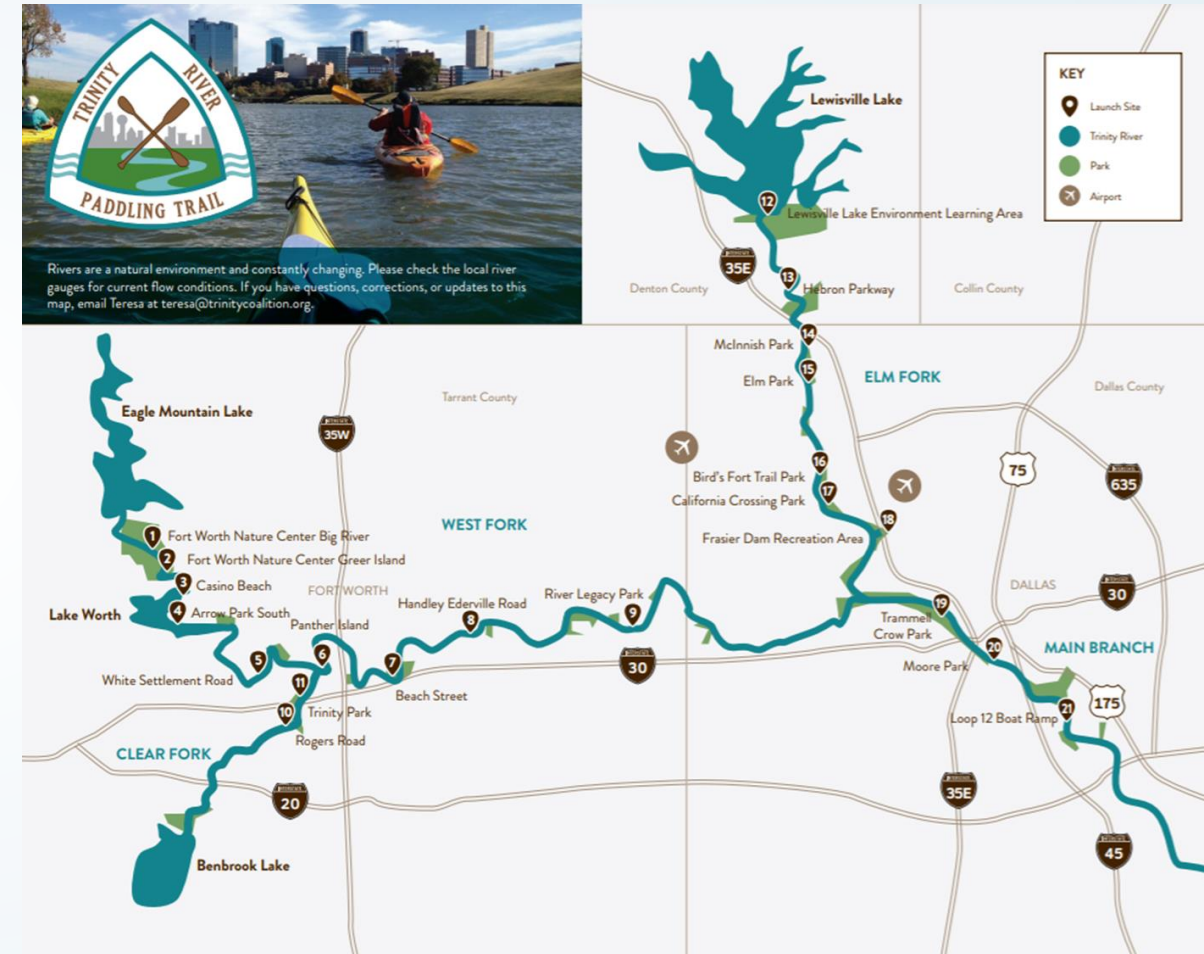 TRINITY RIVER
PADDLING TRAIL
Rivers are a natural environment and constantly changing. Please check the local river
gauges for current flow conditions. If you have questions, corrections, or updates to this
map, email Teresa at teresa@trinitycoalition.org.
KEY
Launch Site
Trinity River
Park
Airport
Lewisville Lake
12
Lewisville Lake Environment Learning Area
35E
13
Hebron Parkway
Denton County
Collin County
14
McInnish Park
15
Elm Park
ELM FORK
Dallas County
Tarrant County
Eagle Mountain Lake
35W
75
635
16
Bird's Fort Trail Park
17
California Crossing Park
18
Frasier Dam Recreation Area
WEST FORK
1
Fort Worth Nature Center Big River
2
Fort Worth Nature Center Greer Island
3
Casino Beach
FORT WORTH
Lake Worth
4
Arrow Park South
Panther Island
Handley Ederville Road
8
River Legacy Park
9
DALLAS
30
19
Trammell
Crow Park
20
Moore Park
MAIN BRANCH
5
White Settlement Road
6
7
Beach Street
30
11
Trinity Park
10
Rogers Road
21
Loop 12 Boat Ramp
175
CLEAR FORK
20
35E
45
Benbrook Lake